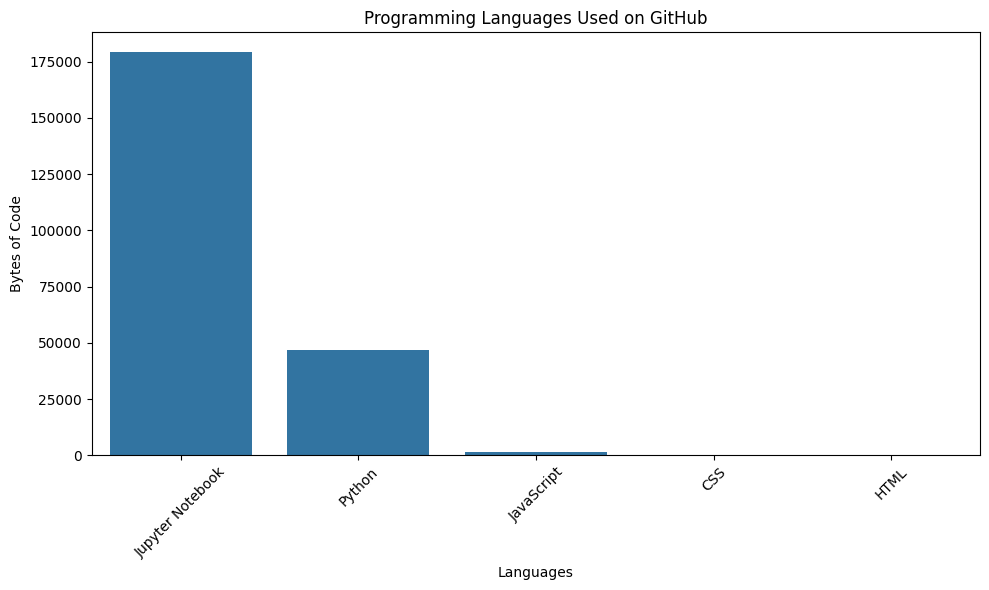 Programming Languages Used on GitHub
175000
150000
125000
100000
75000
50000
25000
0
Bytes of Code
Jupyter Notebook
Python
JavaScript
CSS
HTML
Languages